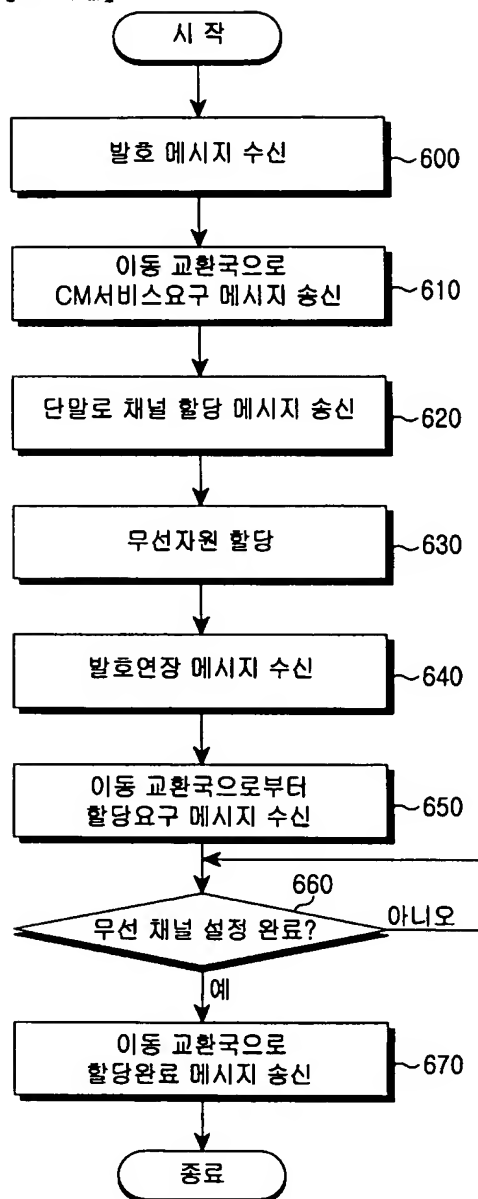 시 작
발호 메시지 수신
600
이동 교환국으로
CM서비스요구 메시지 송신
610
단말로 채널 할당 메시지 송신
620
무선자원 할당
630
발호연장 메시지 수신
640
이동 교환국으로부터
할당요구 메시지 수신
650
660
무선 채널 설정 완료?
아니오
예
이동 교환국으로
할당완료 메시지 송신
670
종료